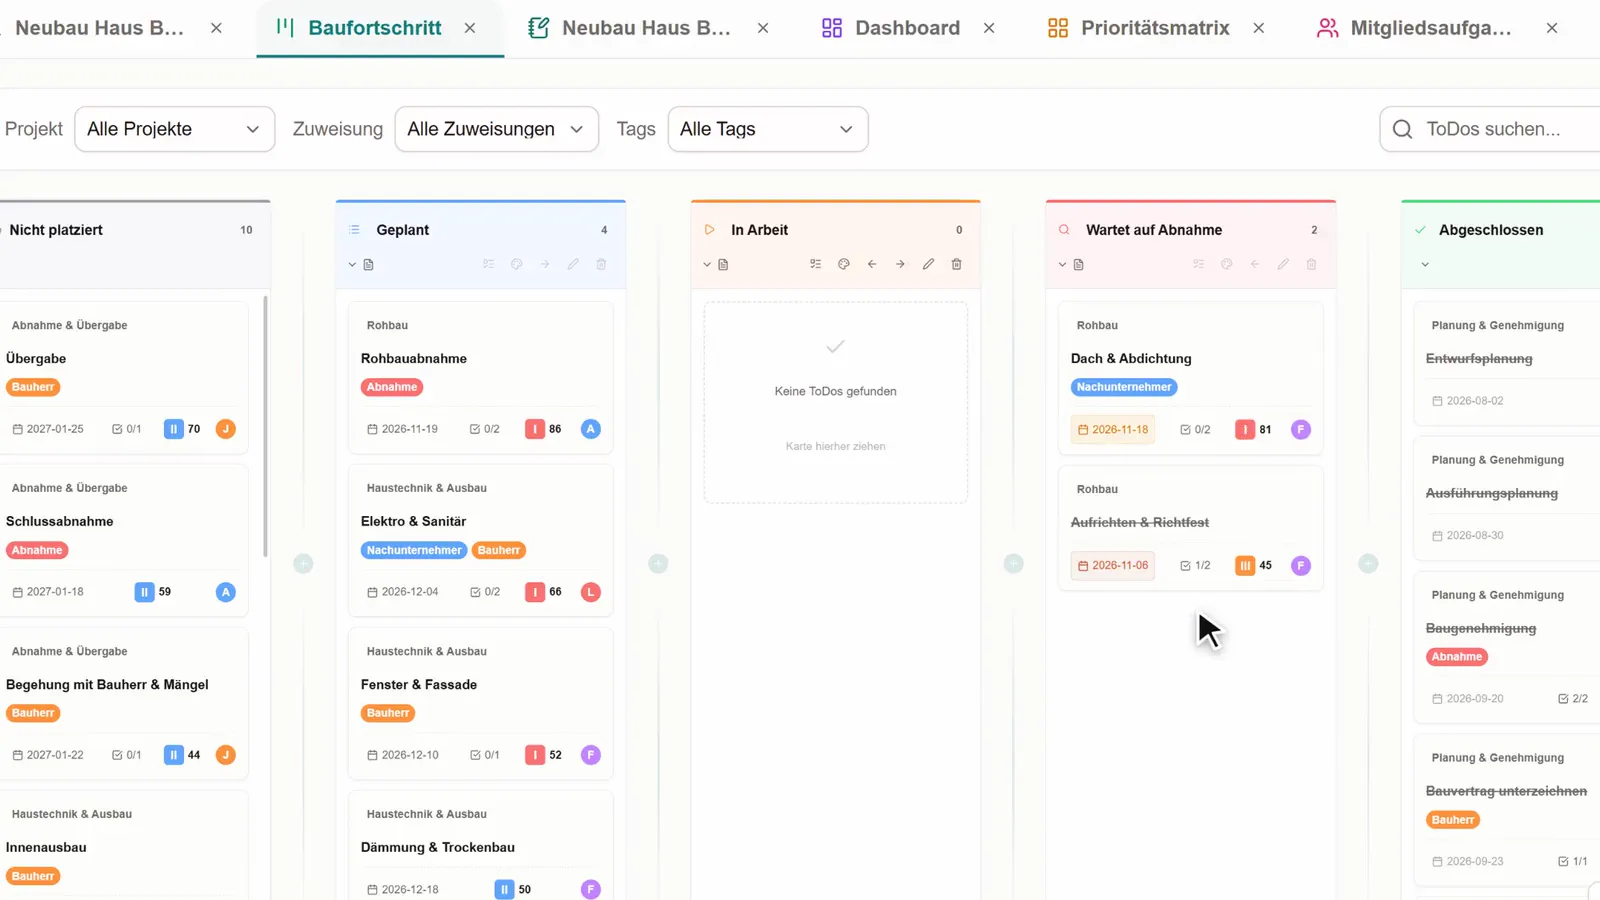 Neubau Haus B...
Baufortschritt
Neubau Haus B...
Dashboard
Prioritätsmatrix
Mitgliedsaufga...
Projekt
Alle Projekte
Zuweisung
Alle Zuweisungen
Tags
Alle Tags
ToDos suchen...
Nicht platziert
10
Abnahme & Übergabe
Übergabe
Bauherr
2027-01-25
0/1
II
70
J
Abnahme & Übergabe
Schlussabnahme
Abnahme
2027-01-18
II
59
A
Abnahme & Übergabe
Begehung mit Bauherr & Mängel
Bauherr
2027-01-22
0/1
II
44
J
Haustechnik & Ausbau
Innenausbau
Bauherr
Geplant
4
Rohbau
Rohbauabnahme
Abnahme
2026-11-19
0/2
I
86
A
Haustechnik & Ausbau
Elektro & Sanitär
Nachunternehmer
Bauherr
2026-12-04
0/2
I
66
L
Haustechnik & Ausbau
Fenster & Fassade
Bauherr
2026-12-10
0/1
I
52
F
Haustechnik & Ausbau
Dämmung & Trockenbau
2026-12-18
II
50
F
In Arbeit
0
Keine ToDos gefunden
Karte hierher ziehen
Wartet auf Abnahme
2
Rohbau
Dach & Abdichtung
Nachunternehmer
2026-11-18
0/2
I
81
F
Rohbau
Aufrichten & Richtfest
2026-11-06
1/2
III
45
F
Abgeschlossen
Planung & Genehmigung
Entwurfsplanung
2026-08-02
Planung & Genehmigung
Ausführungsplanung
2026-08-30
Planung & Genehmigung
Baugenehmigung
Abnahme
2026-09-20
2/2
Planung & Genehmigung
Bauvertrag unterzeichnen
Bauherr
2026-09-23
1/1